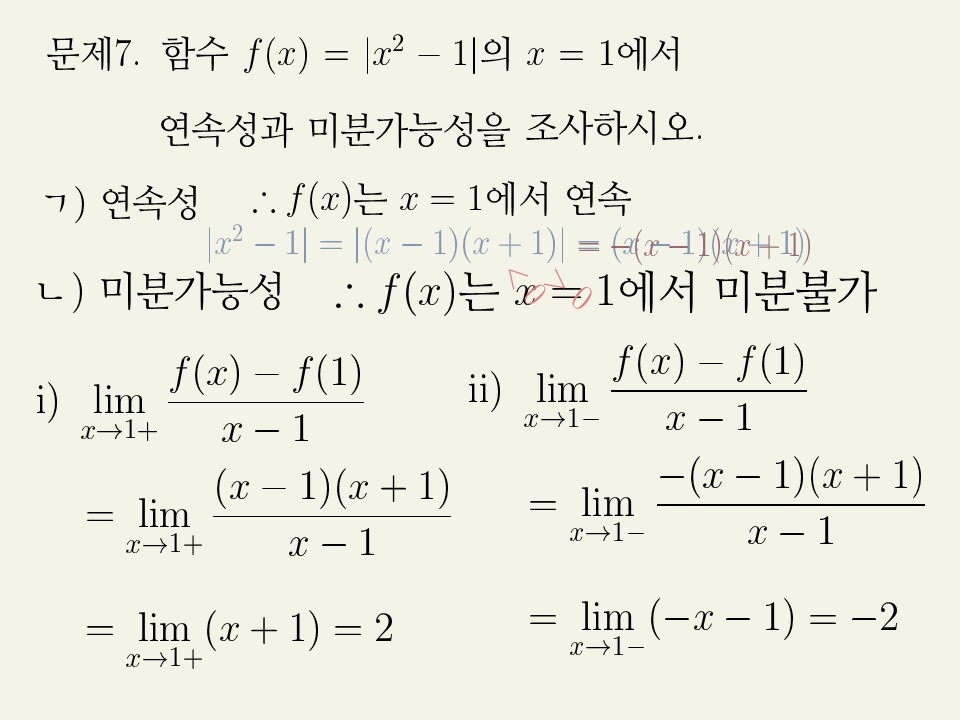 문제7. 함수 f(x) = |x² − 1|의 x = 1에서
연속성과 미분가능성을 조사하시오.
ㄱ) 연속성 ∴ f(x)는 x = 1에서 연속
|x² − 1| = |(x − 1)(x + 1)| = (x − 1)(x + 1)
= −(x − 1)(x + 1)
ㄴ) 미분가능성 ∴ f(x)는 x = 1에서 미분불가
i) lim_{x→1+} (f(x) − f(1))/(x − 1)
= lim_{x→1+} ((x − 1)(x + 1))/(x − 1)
= lim_{x→1+} (x + 1) = 2
ii) lim_{x→1−} (f(x) − f(1))/(x − 1)
= lim_{x→1−} (−(x − 1)(x + 1))/(x − 1)
= lim_{x→1−} (−x − 1) = −2